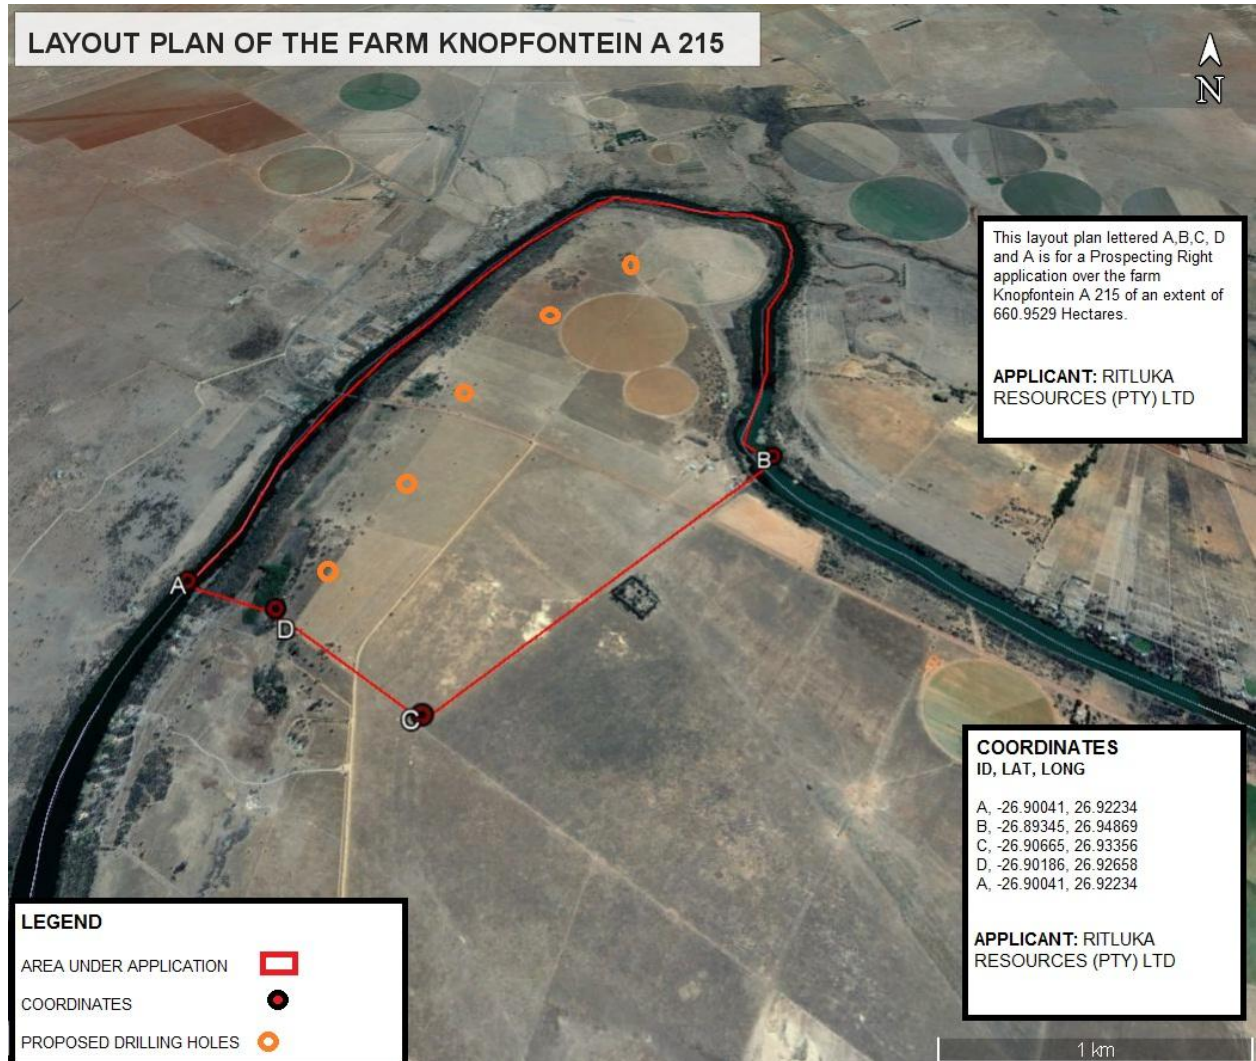 LAYOUT PLAN OF THE FARM KNOPFONTEIN A 215
N
This layout plan lettered A,B,C, D
and A is for a Prospecting Right
application over the farm
Knopfontein A 215 of an extent of
660.9529 Hectares.
APPLICANT: RITLUKA
RESOURCES (PTY) LTD
B
A
D
C
COORDINATES
ID, LAT, LONG
A, -26.90041, 26.92234
B, -26.89345, 26.94869
C, -26.90665, 26.93356
D, -26.90186, 26.92658
A, -26.90041, 26.92234
APPLICANT: RITLUKA
RESOURCES (PTY) LTD
LEGEND
AREA UNDER APPLICATION
COORDINATES
PROPOSED DRILLING HOLES
1 km